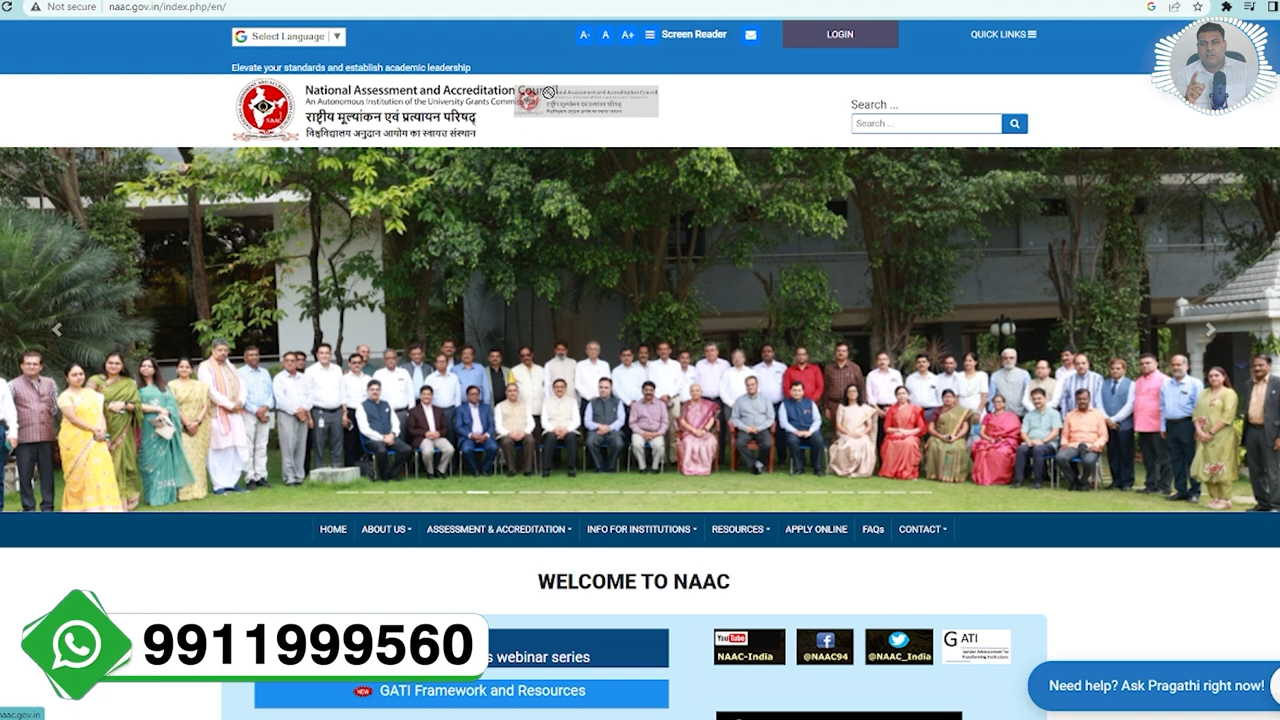 Not secure
naac.gov.in/index.php/en/
Select Language
A-
A
A+
Screen Reader
LOGIN
QUICK LINKS
Elevate your standards and establish academic leadership
National Assessment and Accreditation Council
An Autonomous Institution of the University Grants
राष्ट्रीय मूल्यांकन एवं प्रत्यायन परिषद्
विश्वविद्यालय अनुदान आयोग का स्वायत्त संस्थान
Search ...
Search ...
HOME
ABOUT US
ASSESSMENT & ACCREDITATION
INFO FOR INSTITUTIONS
RESOURCES
APPLY ONLINE
FAQs
CONTACT
WELCOME TO NAAC
9911999560
webinar series
NEW GATI Framework and Resources
YouTube
NAAC-India
@NAAC94
@NAAC_India
GATI
Need help? Ask Pragathi right now!
naac.gov.in